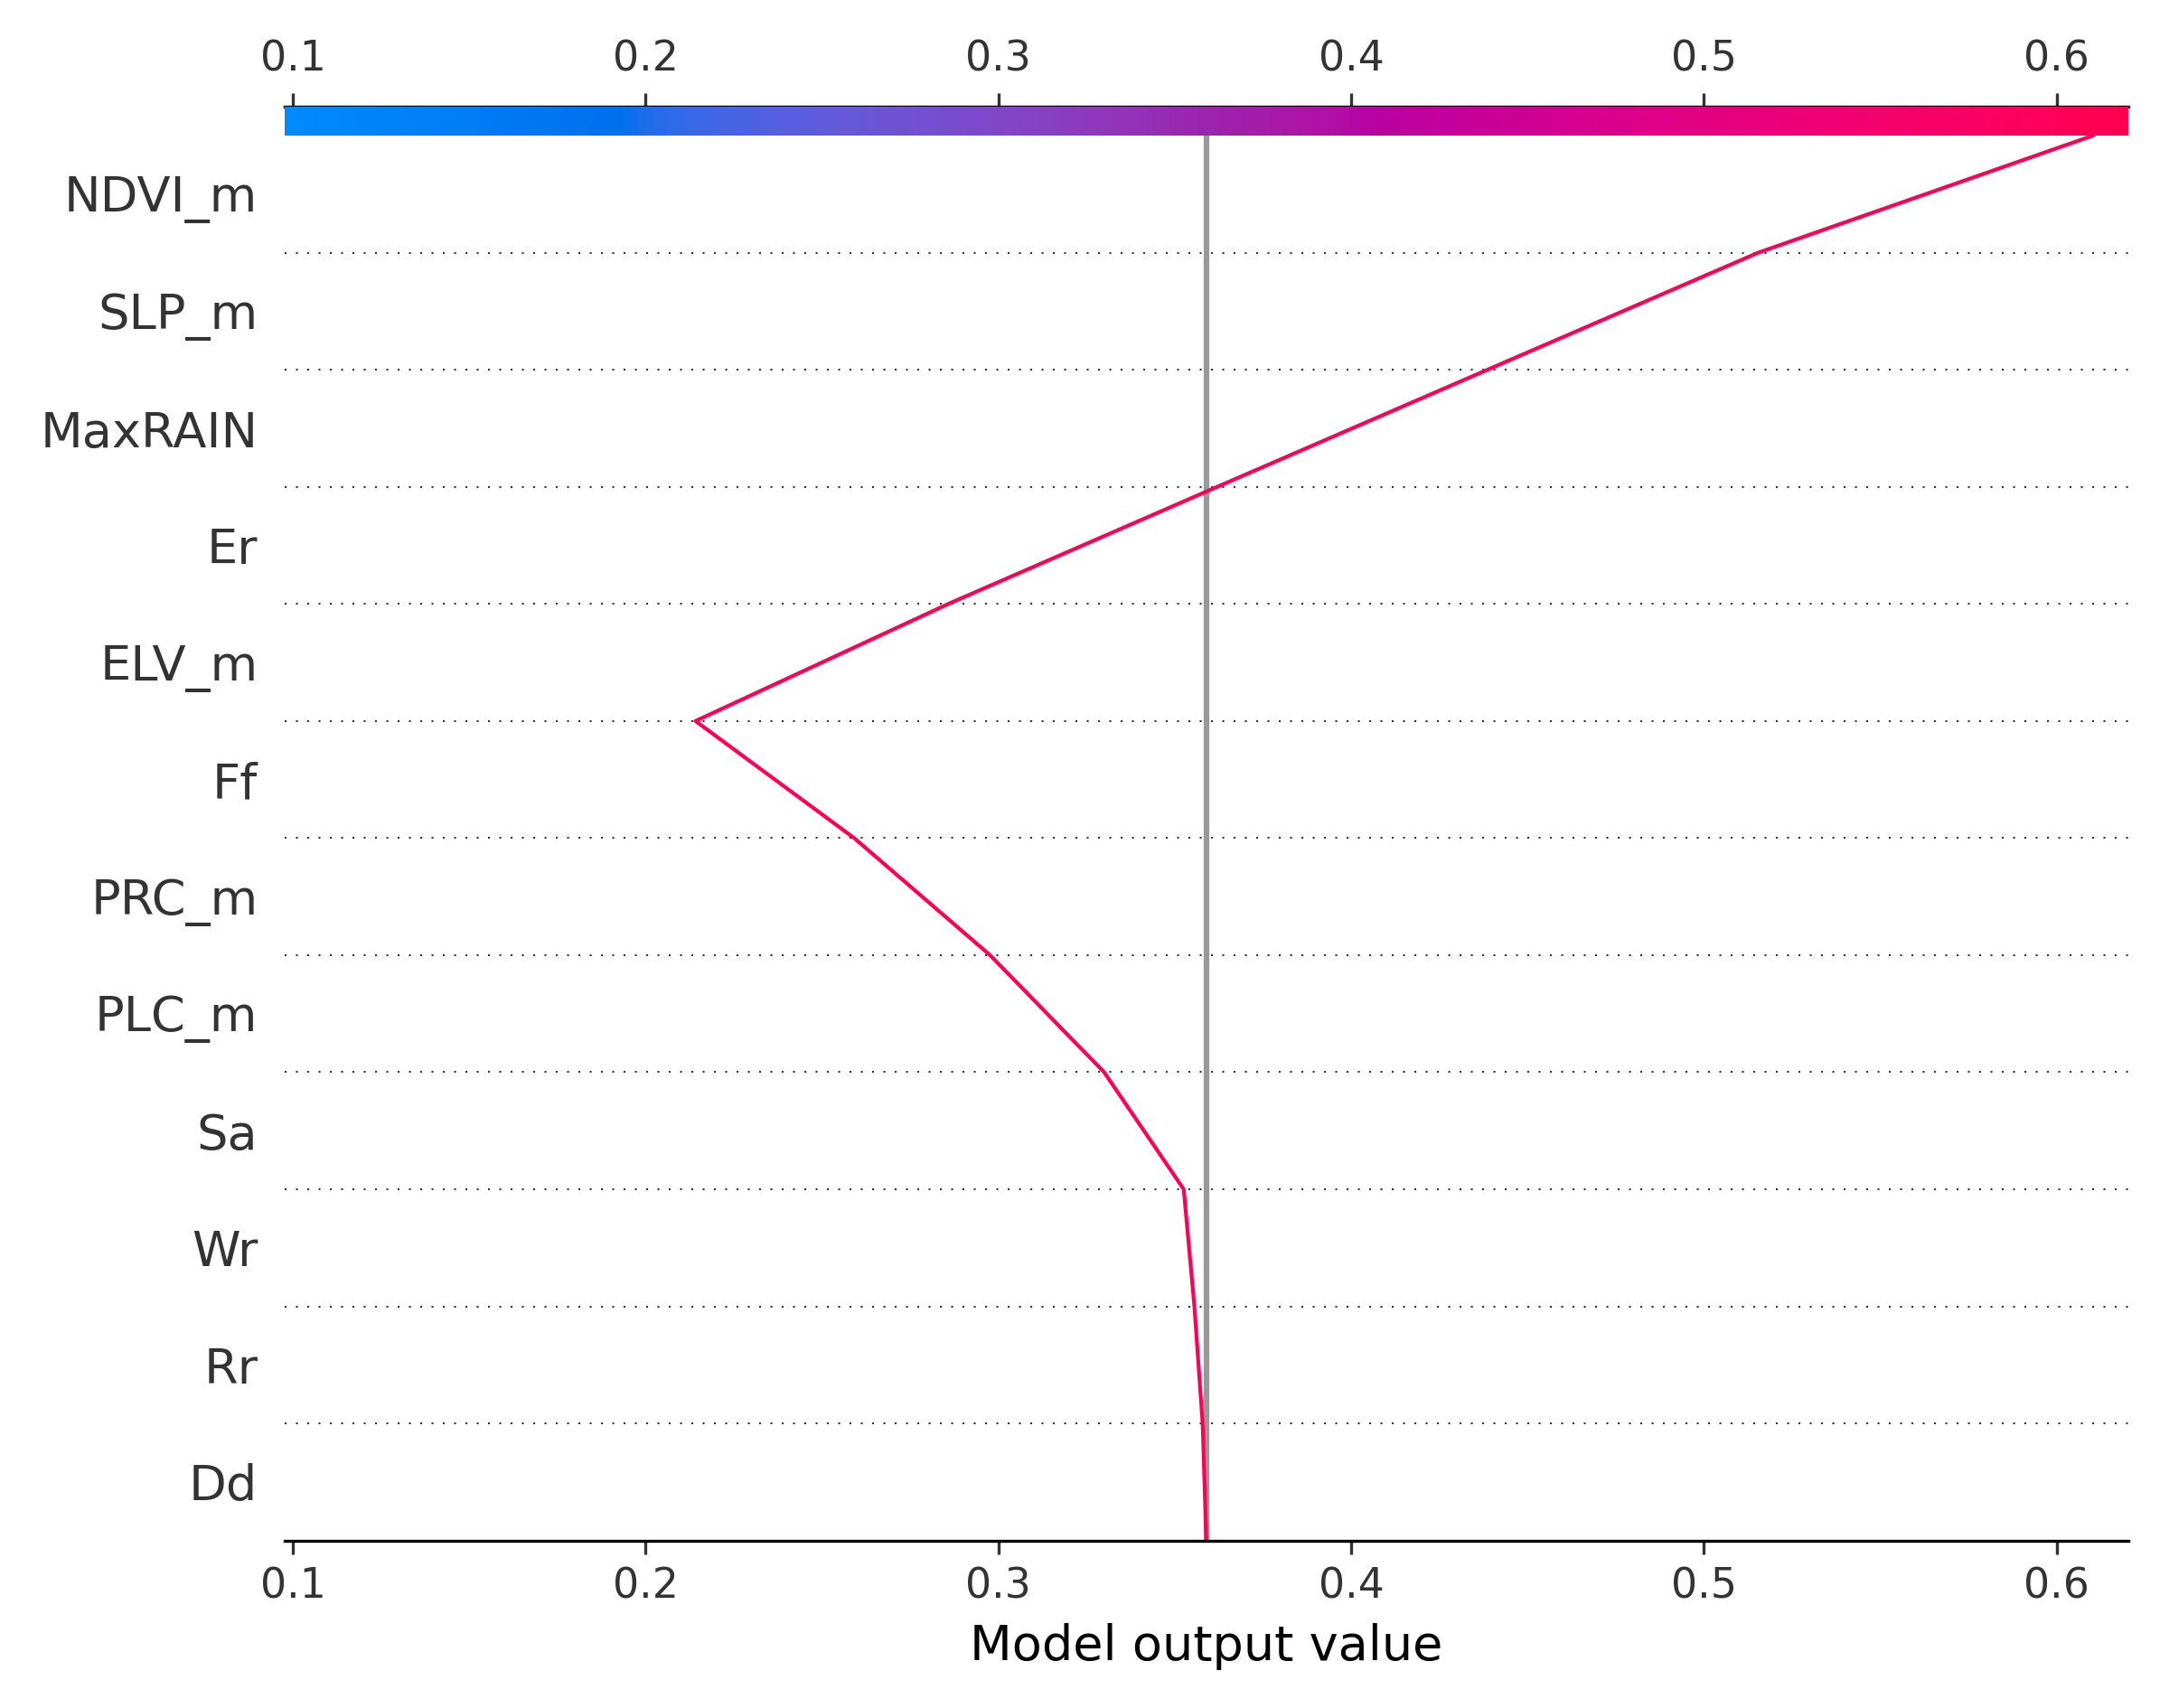 0.1 0.2 0.3 0.4 0.5 0.6
NDVI_m
SLP_m
MaxRAIN
Er
ELV_m
Ff
PRC_m
PLC_m
Sa
Wr
Rr
Dd
0.1 0.2 0.3 0.4 0.5 0.6
Model output value